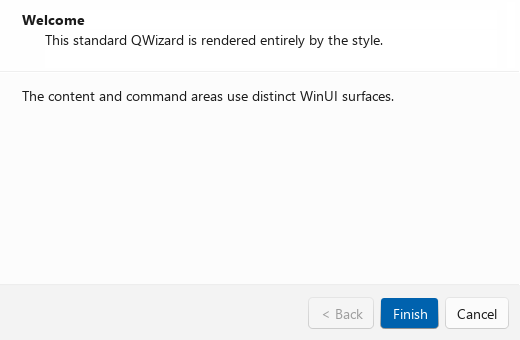 Welcome
This standard QWizard is rendered entirely by the style.
The content and command areas use distinct WinUI surfaces.
< Back
Finish
Cancel